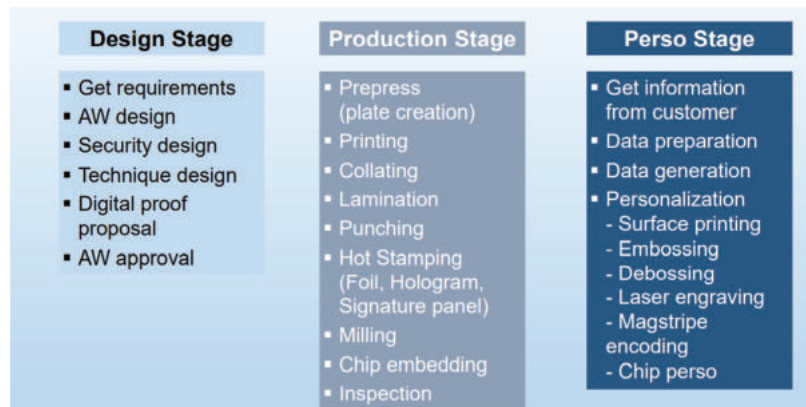 Design Stage
▪ Get requirements
▪ AW design
▪ Security design
▪ Technique design
▪ Digital proof
proposal
▪ AW approval
Production Stage
▪ Prepress
(plate creation)
▪ Printing
▪ Collating
▪ Lamination
▪ Punching
▪ Hot Stamping
(Foil, Hologram,
Signature panel)
▪ Milling
▪ Chip embedding
▪ Inspection
Perso Stage
▪ Get information
from customer
▪ Data preparation
▪ Data generation
▪ Personalization
- Surface printing
- Embossing
- Debossing
- Laser engraving
- Magstripe
encoding
- Chip perso